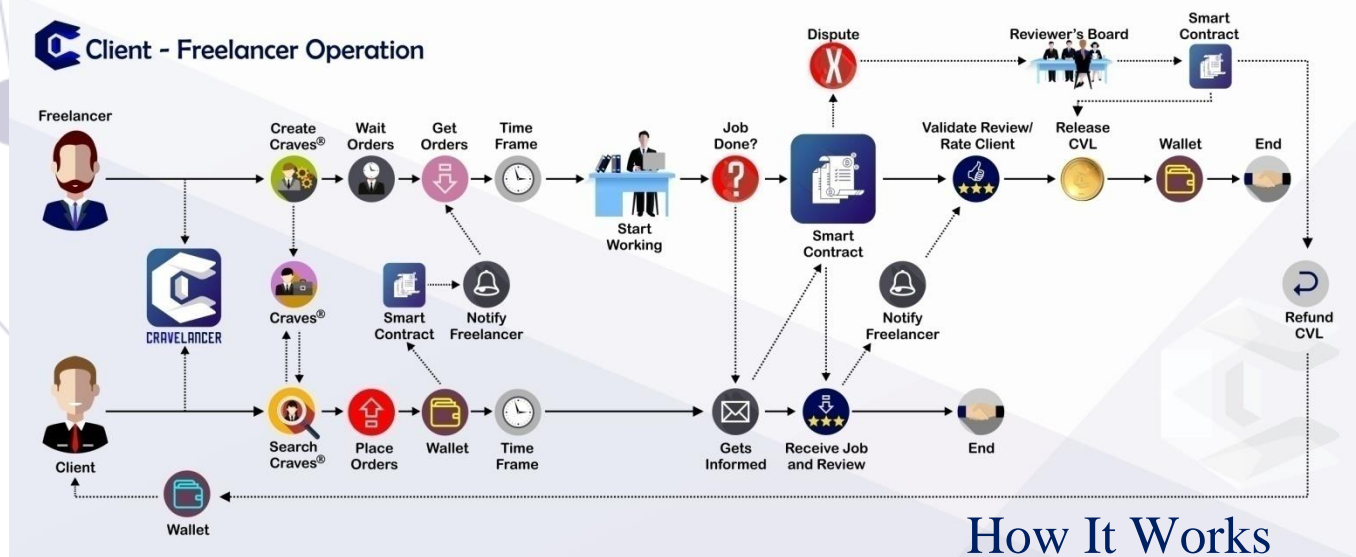 Client - Freelancer Operation
Dispute
Reviewer's Board
Smart
Contract
Freelancer
Create
Craves®
Wait
Orders
Get
Orders
Time
Frame
Start
Working
Job
Done?
Smart
Contract
Validate Review/
Rate Client
Release
CVL
Wallet
End
CRAVELANCER
Craves®
Smart
Contract
Notify
Freelancer
Notify
Freelancer
Refund
CVL
Client
Search
Craves®
Place
Orders
Wallet
Time
Frame
Gets
Informed
Receive Job
and Review
End
Wallet
How It Works